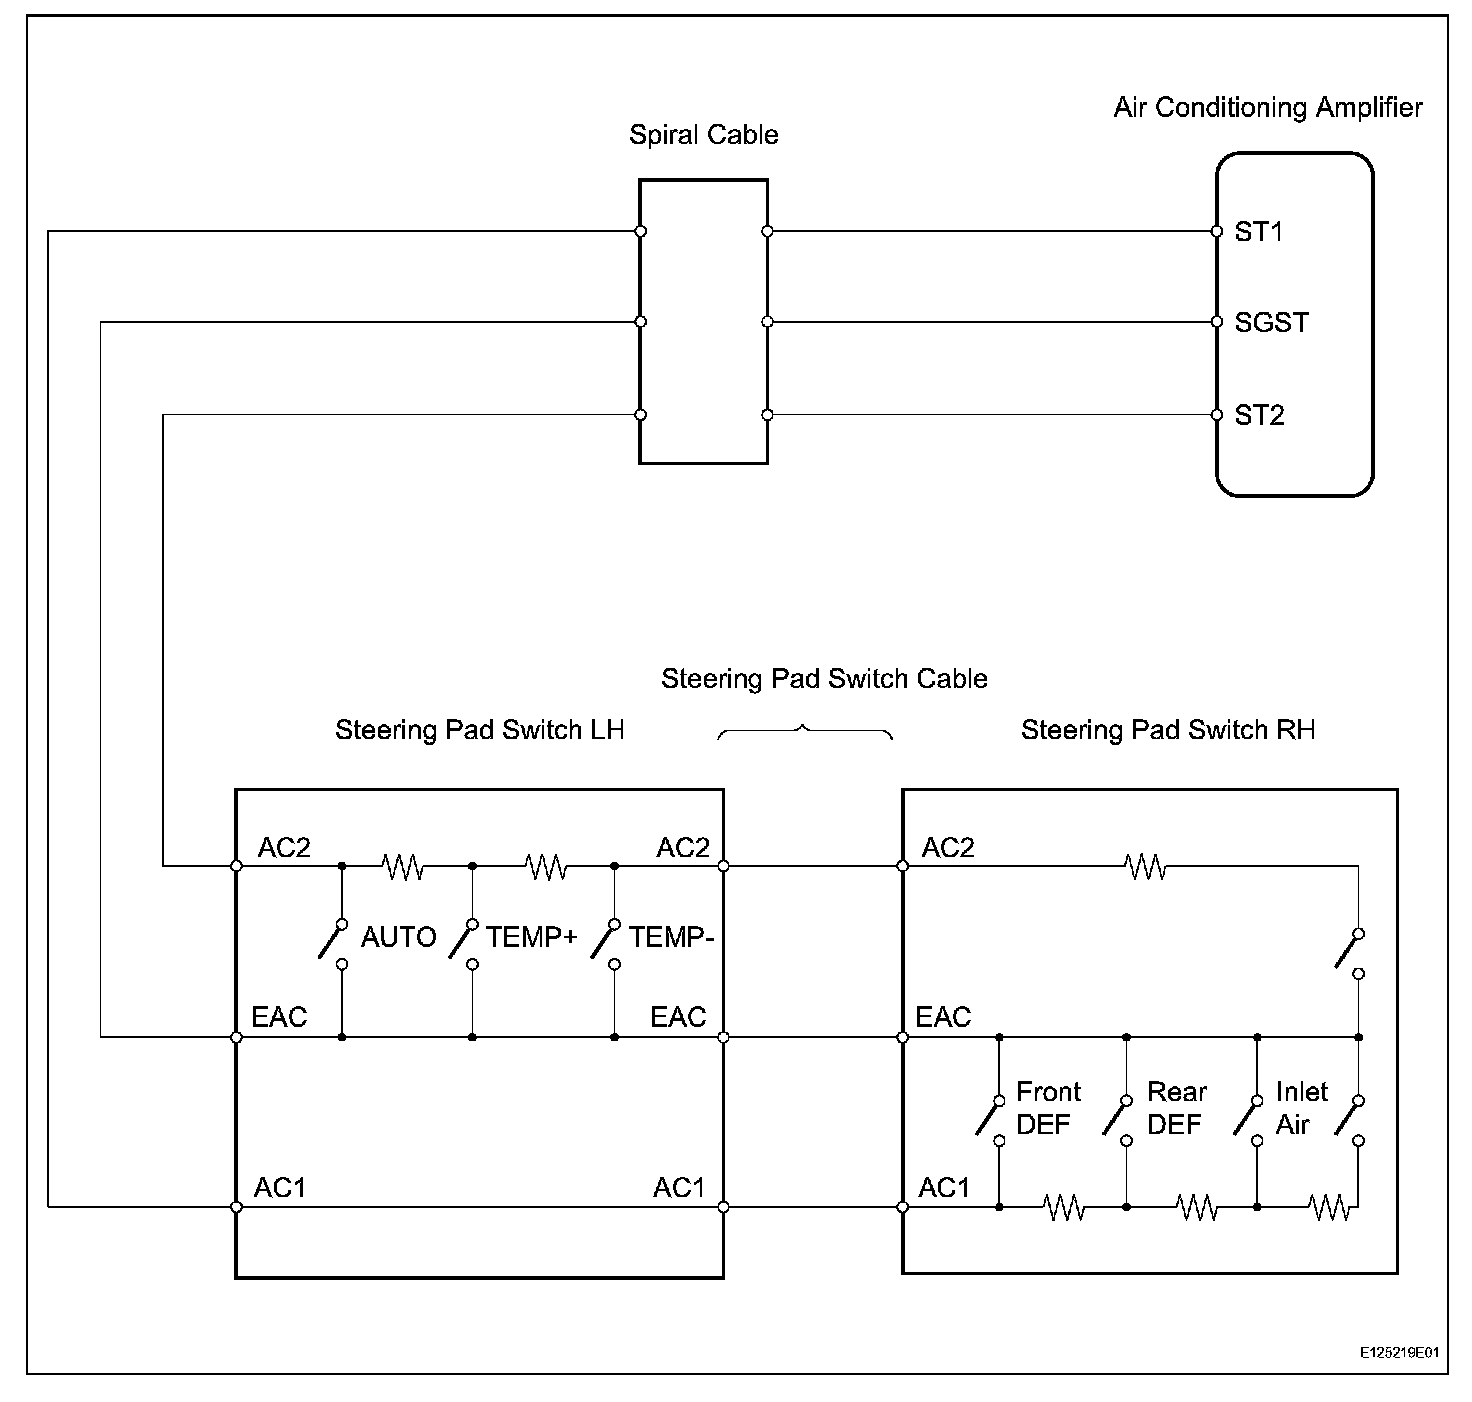 Air Conditioning Amplifier
Spiral Cable
ST1
SGST
ST2
Steering Pad Switch Cable
Steering Pad Switch LH
Steering Pad Switch RH
AC2
AC2
AC2
AUTO
TEMP+
TEMP-
EAC
EAC
EAC
Front
DEF
Rear
DEF
Inlet
Air
AC1
AC1
AC1
E125219E01